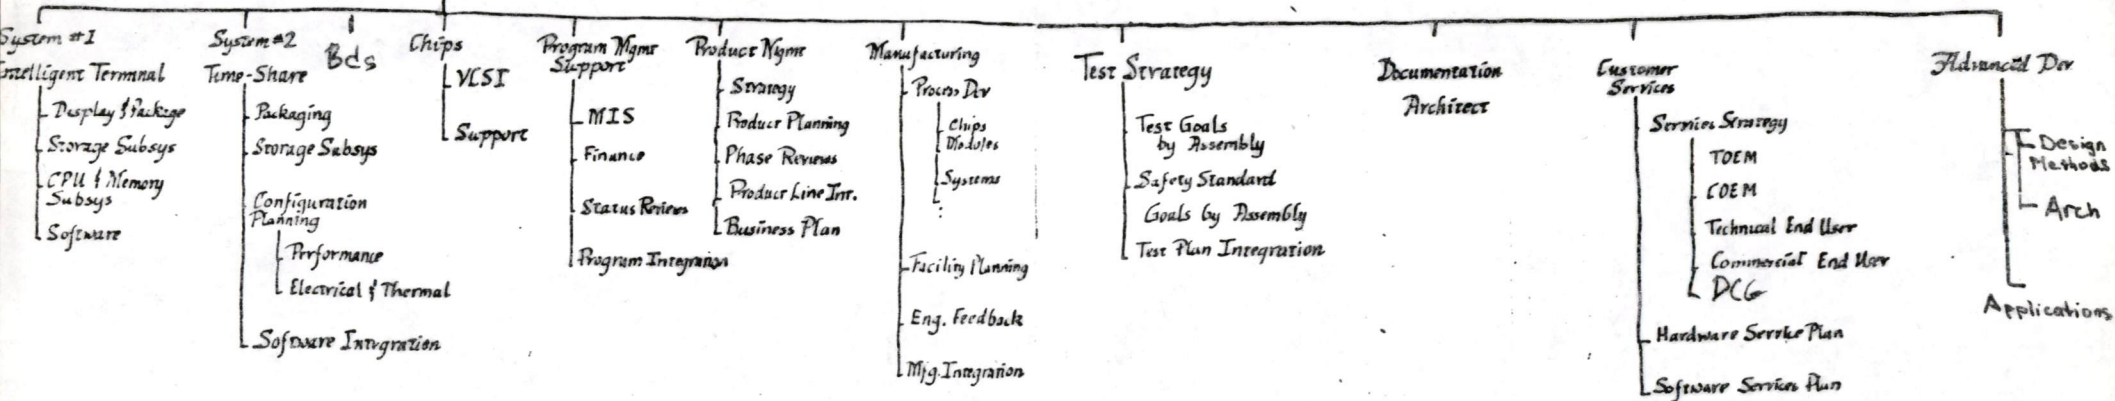 System #1
Intelligent Terminal
Display & Package
Storage Subsys
CPU & Memory
Subsys
Software
System #2
Time-Share
Packaging
Storage Subsys
Configuration
Planning
Performance
Electrical & Thermal
Software Integration
Bds
Chips
VLSI
Support
Program Mgmt
Support
MIS
Finance
Status Reviews
Program Integration
Product Mgmt
Strategy
Product Planning
Phase Reviews
Product Line Int.
Business Plan
Manufacturing
Process Dev
Chips
Modules
Systems
Facility Planning
Eng. Feedback
Mfg. Integration
Test Strategy
Test Goals
by Assembly
Safety Standard
Goals by Assembly
Test Plan Integration
Documentation
Architect
Customer
Services
Services Strategy
TOEM
COEM
Technical End User
Commercial End User
DCG
Hardware Service Plan
Software Services Plan
Advanced Dev
Design
Methods
Arch
Applications